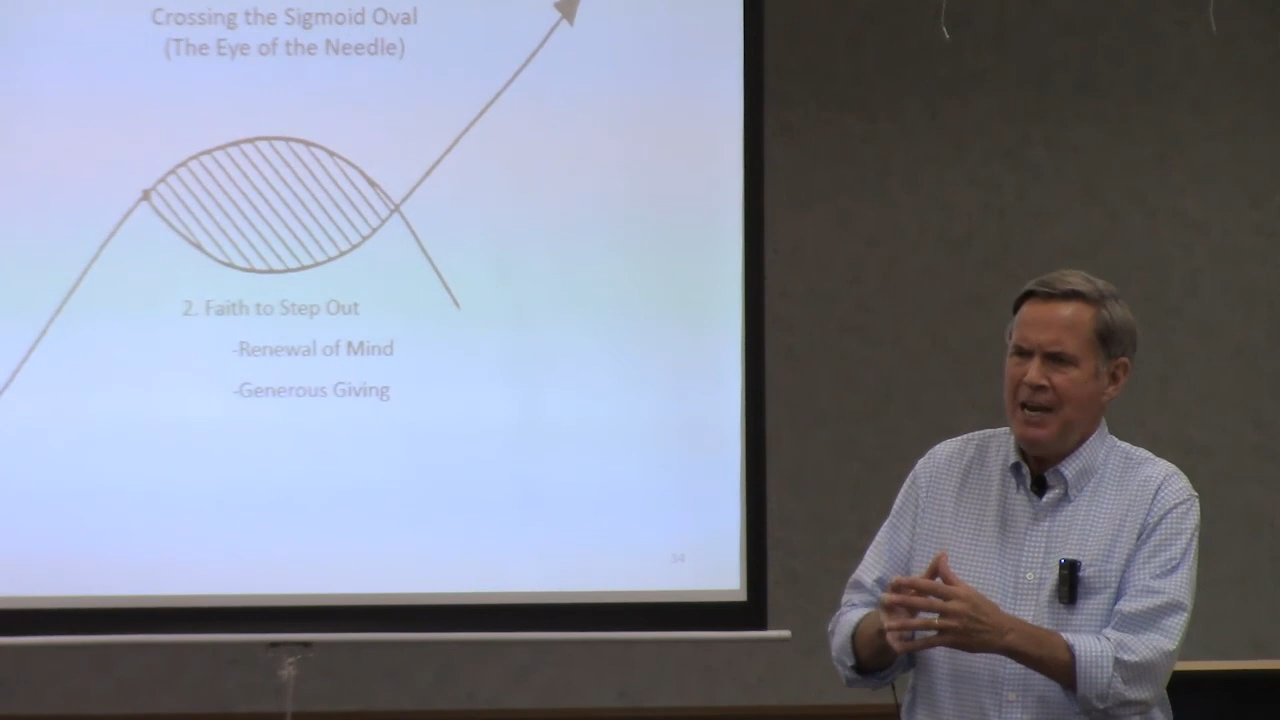 Crossing the Sigmoid Oval
(The Eye of the Needle)
2. Faith to Step Out
-Renewal of Mind
-Generous Giving
34